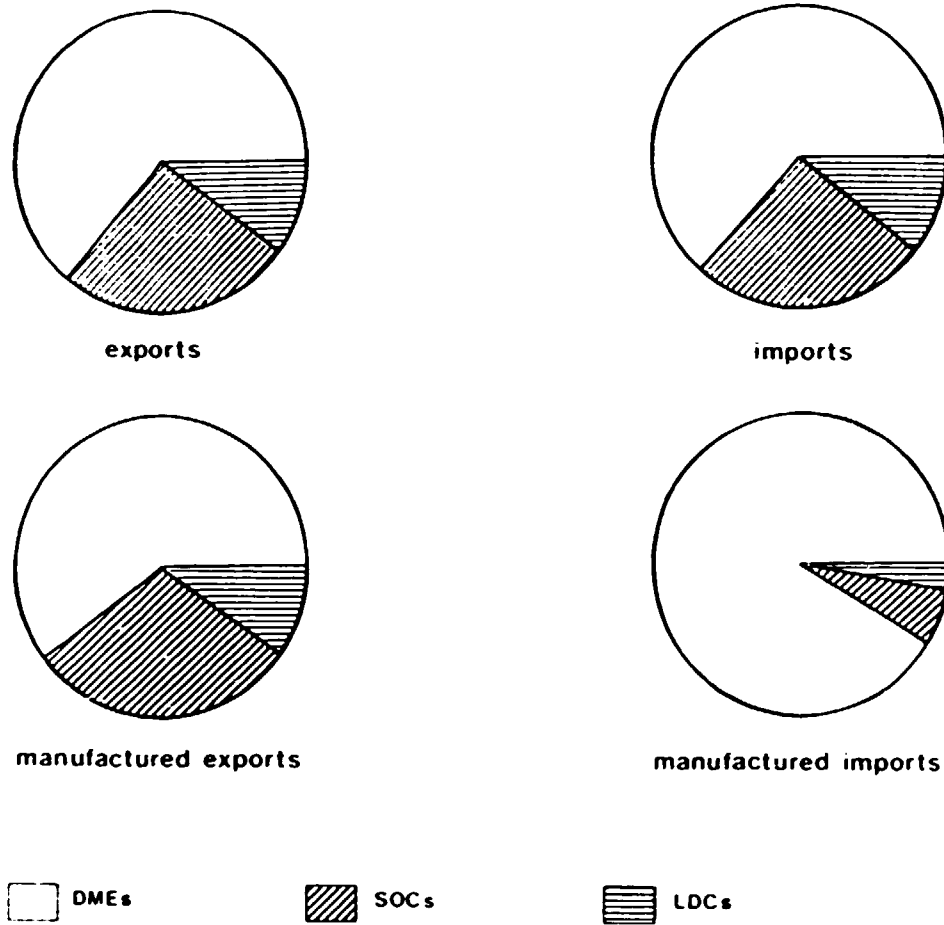 exports
imports
manufactured exports
manufactured imports
DMEs
SOCs
LDCs